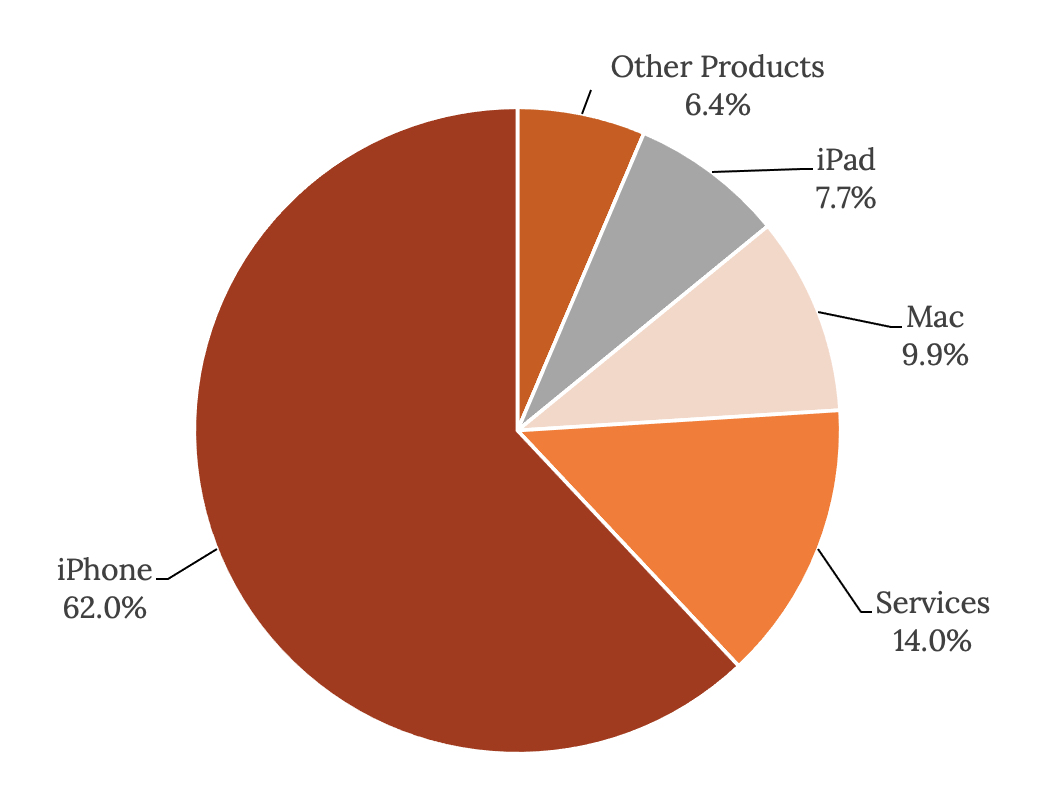 Other Products
6.4%
iPad
7.7%
Mac
9.9%
iPhone
62.0%
Services
14.0%